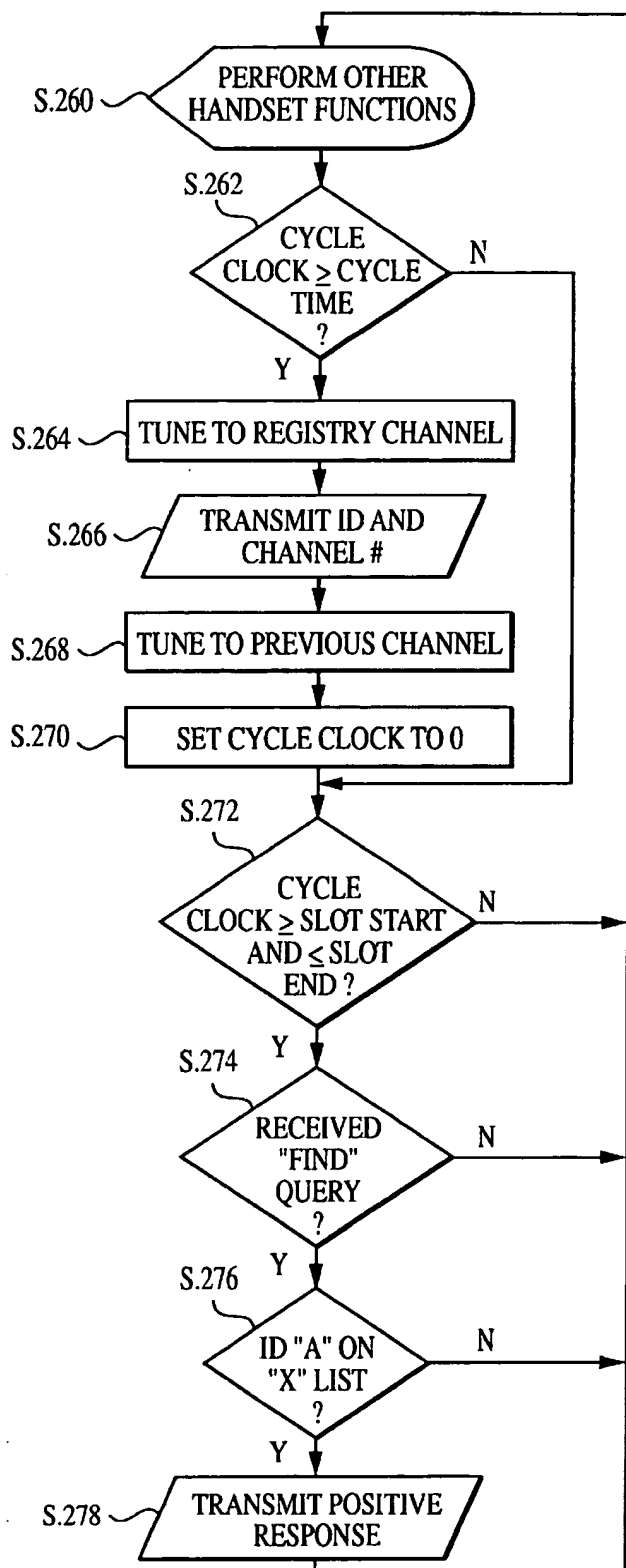 S.260
PERFORM OTHER
HANDSET FUNCTIONS
S.262
CYCLE
CLOCK ≥ CYCLE
TIME
?
N
Y
S.264
TUNE TO REGISTRY CHANNEL
S.266
TRANSMIT ID AND
CHANNEL #
S.268
TUNE TO PREVIOUS CHANNEL
S.270
SET CYCLE CLOCK TO 0
S.272
CYCLE
CLOCK ≥ SLOT START
AND ≤ SLOT
END ?
N
Y
S.274
RECEIVED
"FIND"
QUERY
?
N
Y
S.276
ID "A" ON
"X" LIST
?
N
Y
S.278
TRANSMIT POSITIVE
RESPONSE